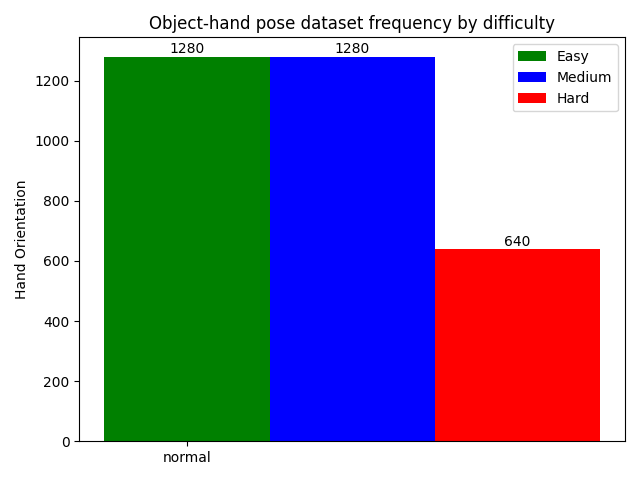 Object-hand pose dataset frequency by difficulty
1280
1280
640
Easy
Medium
Hard
Hand Orientation
1200
1000
800
600
400
200
0
normal